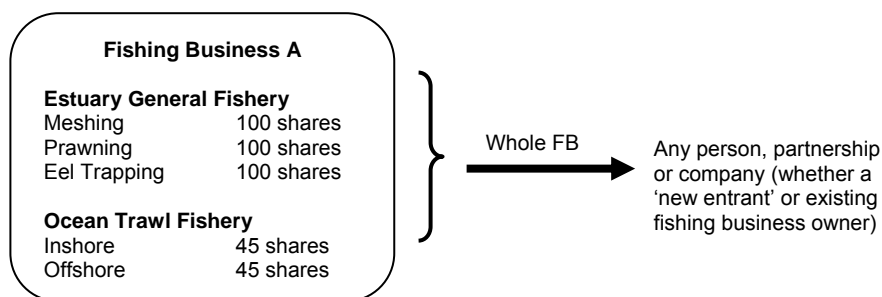 Fishing Business A
Estuary General Fishery
Meshing 100 shares
Prawning 100 shares
Eel Trapping 100 shares
Ocean Trawl Fishery
Inshore 45 shares
Offshore 45 shares
Whole FB
Any person, partnership
or company (whether a
‘new entrant’ or existing
fishing business owner)